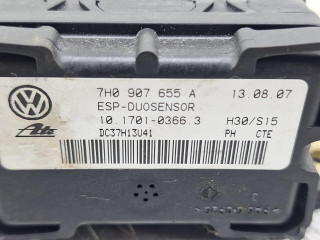 7H0 907 655 A 13.08.07
ESP-DUOSENSOR
10.1701-0366.3 H30/S15
DC37H13U41 PH CTE
Ate